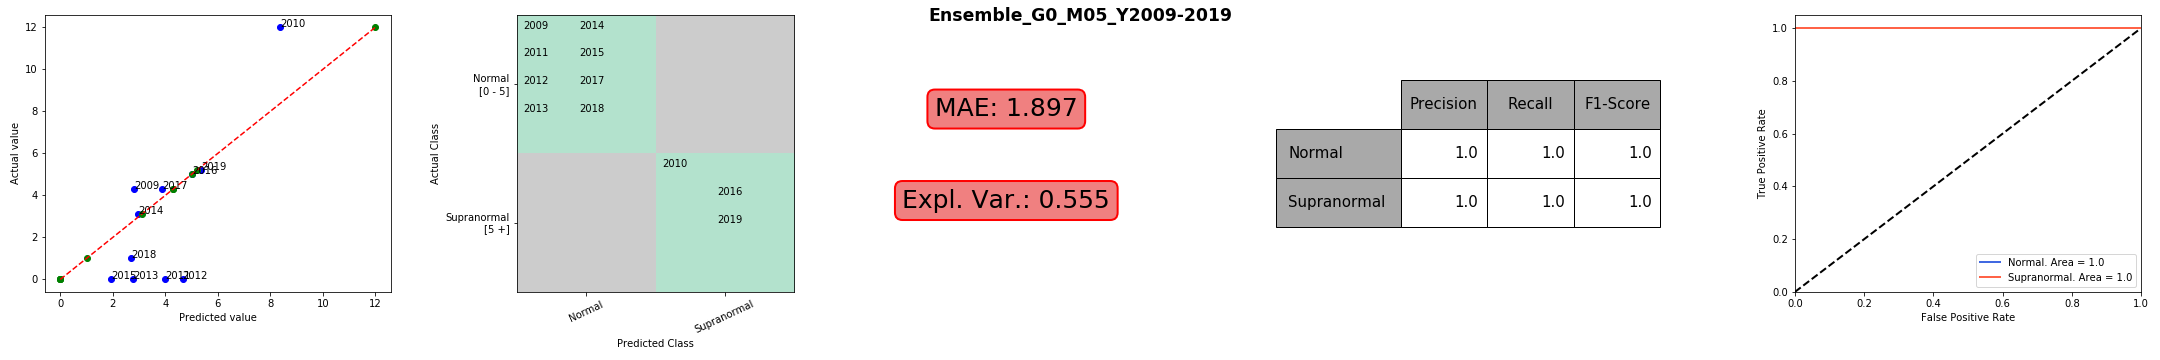 Ensemble_G0_M05_Y2009-2019
12
10
8
6
4
2
0
Actual value
2010
2019
2016
2009
2017
2014
2018
2015
2013
2011
2012
0
2
4
6
8
10
12
Predicted value
Actual Class
Normal
[0 - 5]
Supranormal
[5 +]
2009 2014
2011 2015
2012 2017
2013 2018
2010
2016
2019
Normal
Supranormal
Predicted Class
MAE: 1.897
Expl. Var.: 0.555
Precision Recall F1-Score
Normal 1.0 1.0 1.0
Supranormal 1.0 1.0 1.0
True Positive Rate
1.0
0.8
0.6
0.4
0.2
0.0
Normal. Area = 1.0
Supranormal. Area = 1.0
0.0
0.2
0.4
0.6
0.8
1.0
False Positive Rate